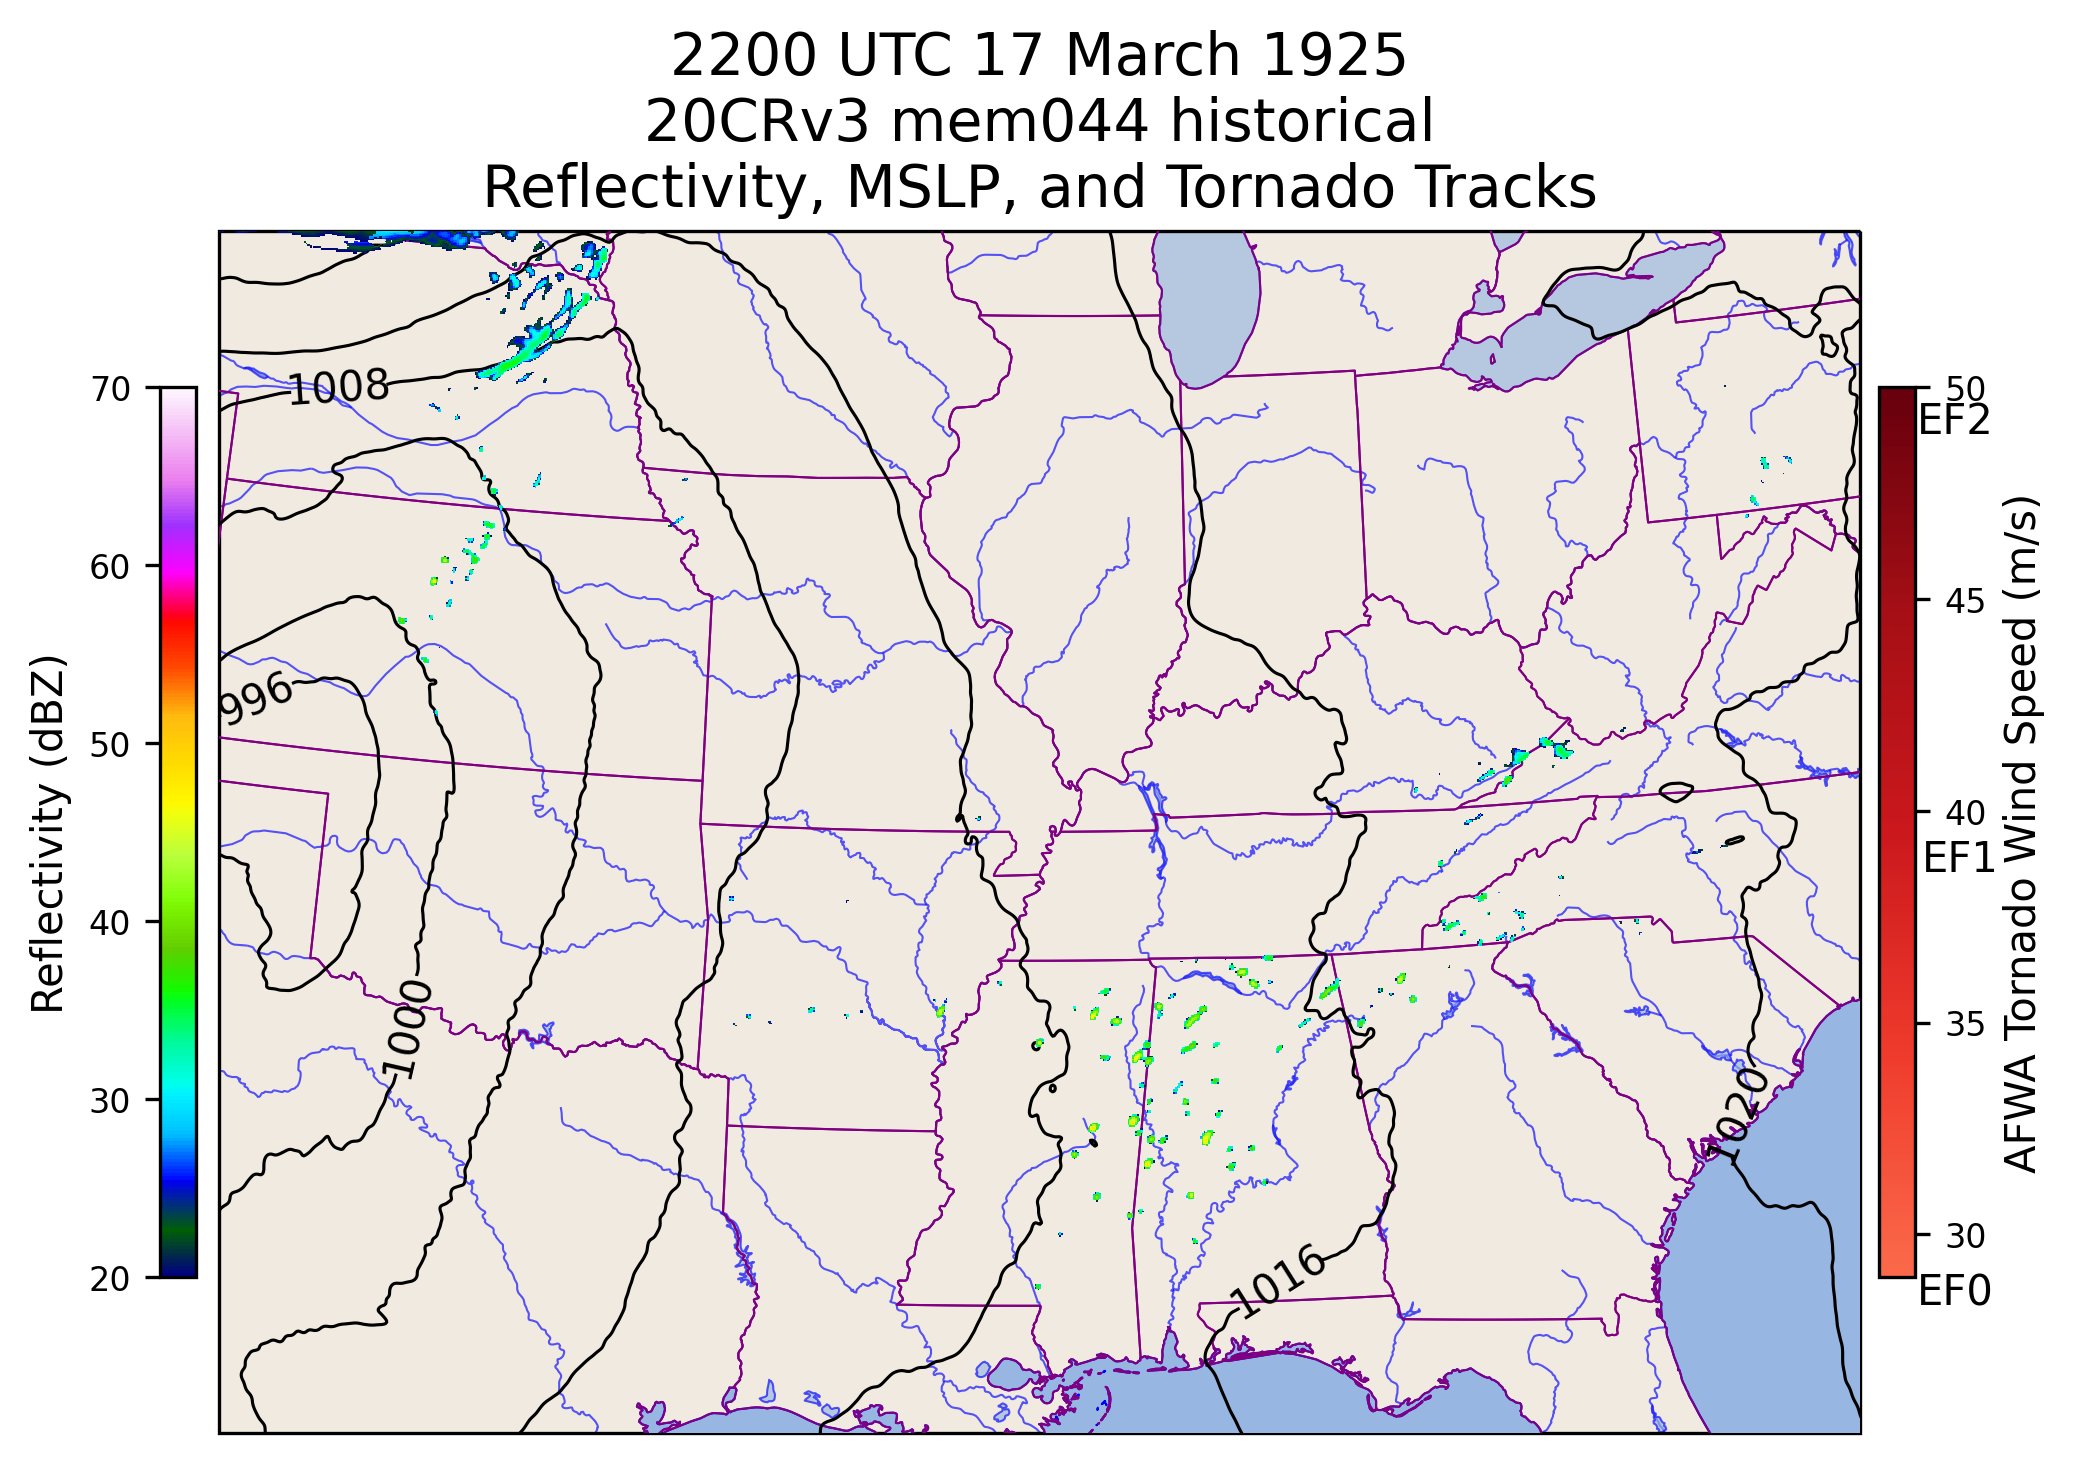 2200 UTC 17 March 1925
20CRv3 mem044 historical
Reflectivity, MSLP, and Tornado Tracks
1008
996
1000
1016
1020
70
60
50
40
30
20
Reflectivity (dBZ)
50
EF2
45
40
EF1
35
30
EF0
AFWA Tornado Wind Speed (m/s)